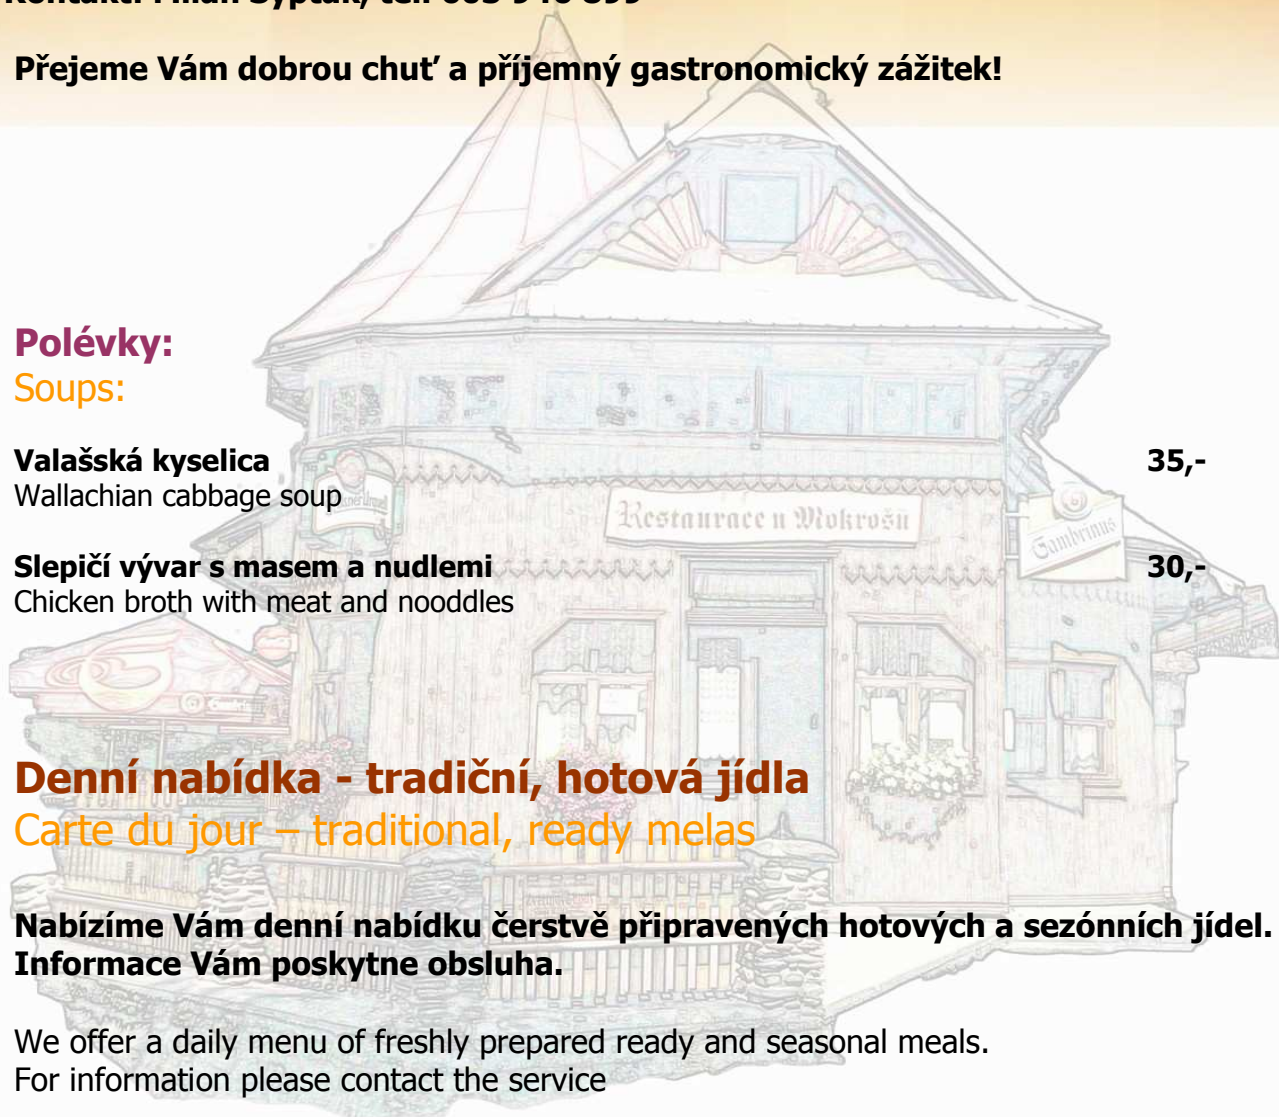 Přejeme Vám dobrou chuť a příjemný gastronomický zážitek!
Polévky:
Soups:
Valašská kyselica 35,-
Wallachian cabbage soup
Restaurace u Mokrošů
Gambrinus
Slepičí vývar s masem a nudlemi 30,-
Chicken broth with meat and nooddles
Denní nabídka - tradiční, hotová jídla
Carte du jour – traditional, ready melas
Nabízíme Vám denní nabídku čerstvě připravených hotových a sezónních jídel.
Informace Vám poskytne obsluha.
We offer a daily menu of freshly prepared ready and seasonal meals.
For information please contact the service